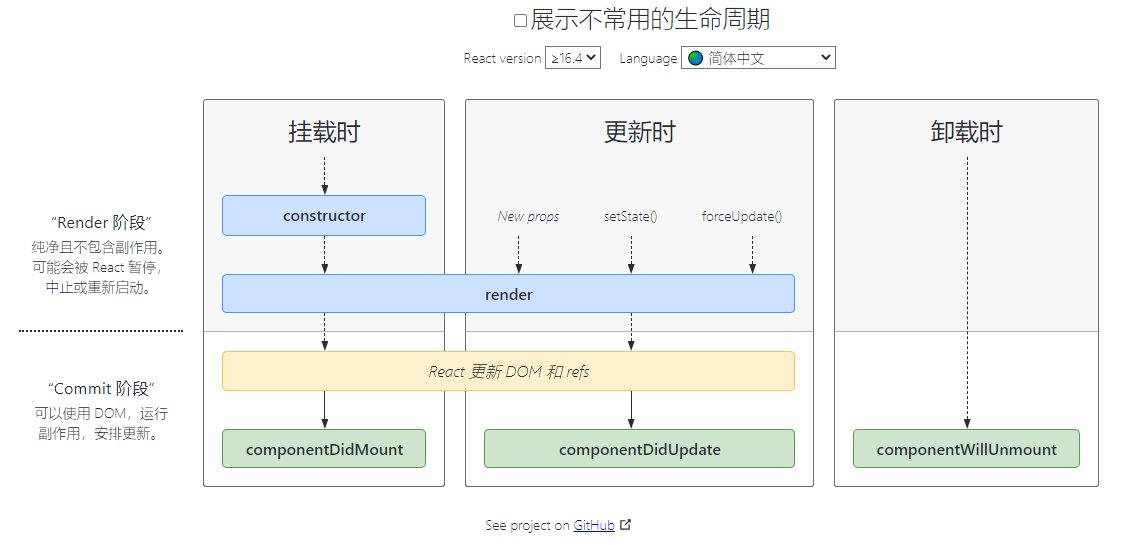 展示不常用的生命周期
React version ≥16.4 Language 简体中文
挂载时
更新时
卸载时
“Render 阶段”
纯净且不包含副作用。
可能会被 React 暂停，
中止或重新启动。
constructor
New props
setState()
forceUpdate()
render
“Commit 阶段”
可以使用 DOM，运行
副作用，安排更新。
React 更新 DOM 和 refs
componentDidMount
componentDidUpdate
componentWillUnmount
See project on GitHub